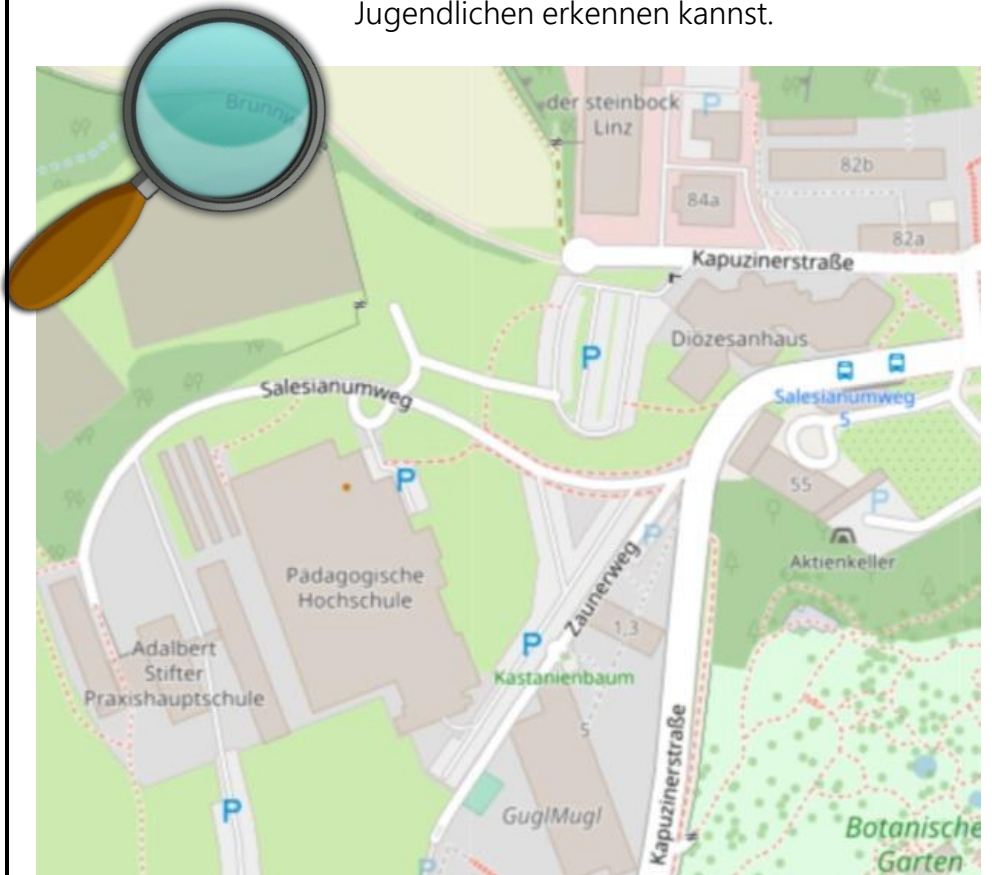 Jugendlichen erkennen kannst.
Brunn
der steinbock
Linz
P
82b
84a
82a
Kapuzinerstraße
Diözesanhaus
P
Salesianumweg
Salesianumweg
5
P
55
P
P
Aktienkeller
Pädagogische
Hochschule
Zaunerweg
1,3
P
Kastanienbaum
Adalbert
Stifter
Praxishauptschule
5
Kapuzinerstraße
P
GuglMugl
P
Botanische
Garten